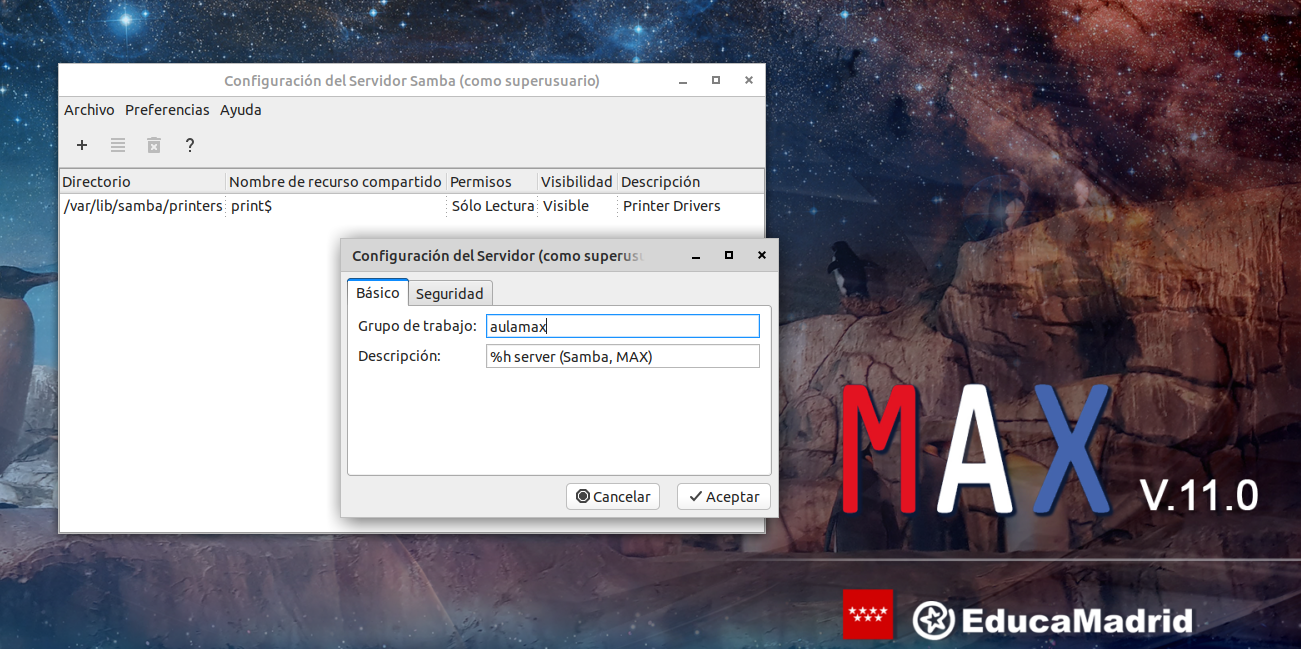 Configuración del Servidor Samba (como superusuario)
Archivo Preferencias Ayuda
+ ?
Directorio Nombre de recurso compartido Permisos Visibilidad Descripción
/var/lib/samba/printers print$ Sólo Lectura Visible Printer Drivers
Configuración del Servidor (como superusu
Básico Seguridad
Grupo de trabajo: aulamax
Descripción: %h server (Samba, MAX)
Cancelar Aceptar
MAX V.11.0
EducaMadrid